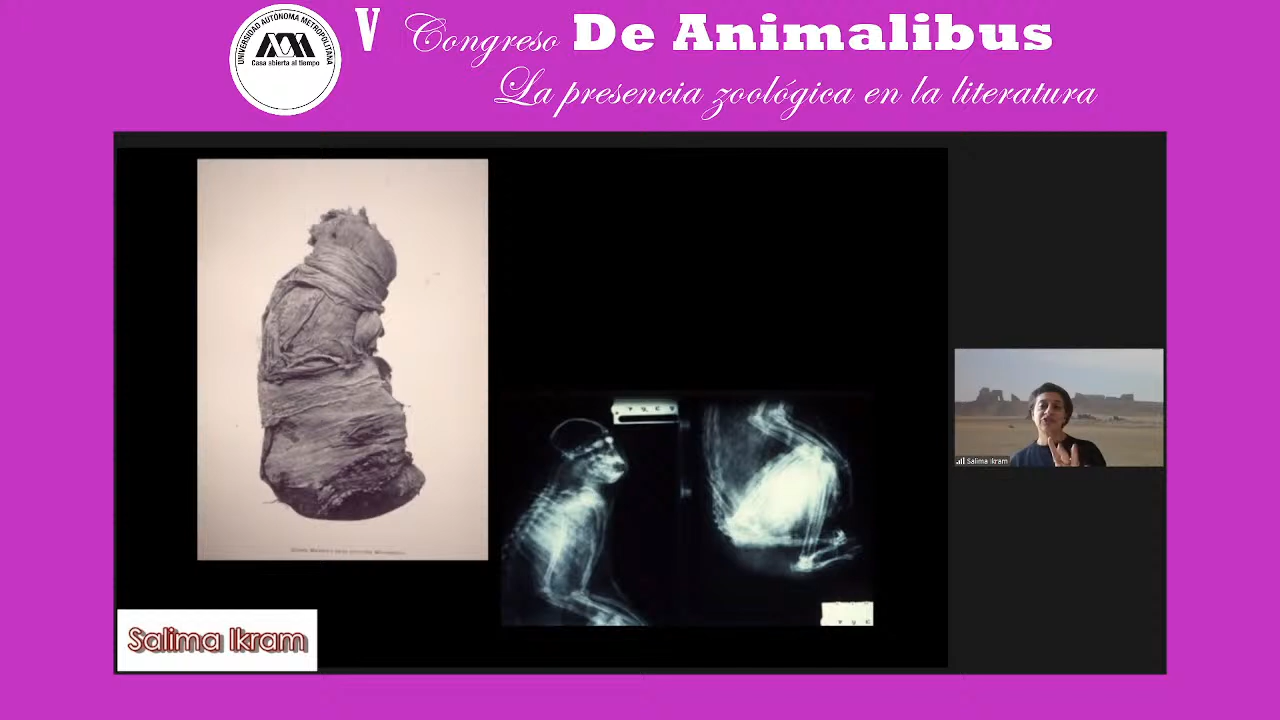 UNIVERSIDAD AUTÓNOMA METROPOLITANA
Casa abierta al tiempo
V Congreso De Animalibus
La presencia zoológica en la literatura
Salima Ikram
Salima Ikram